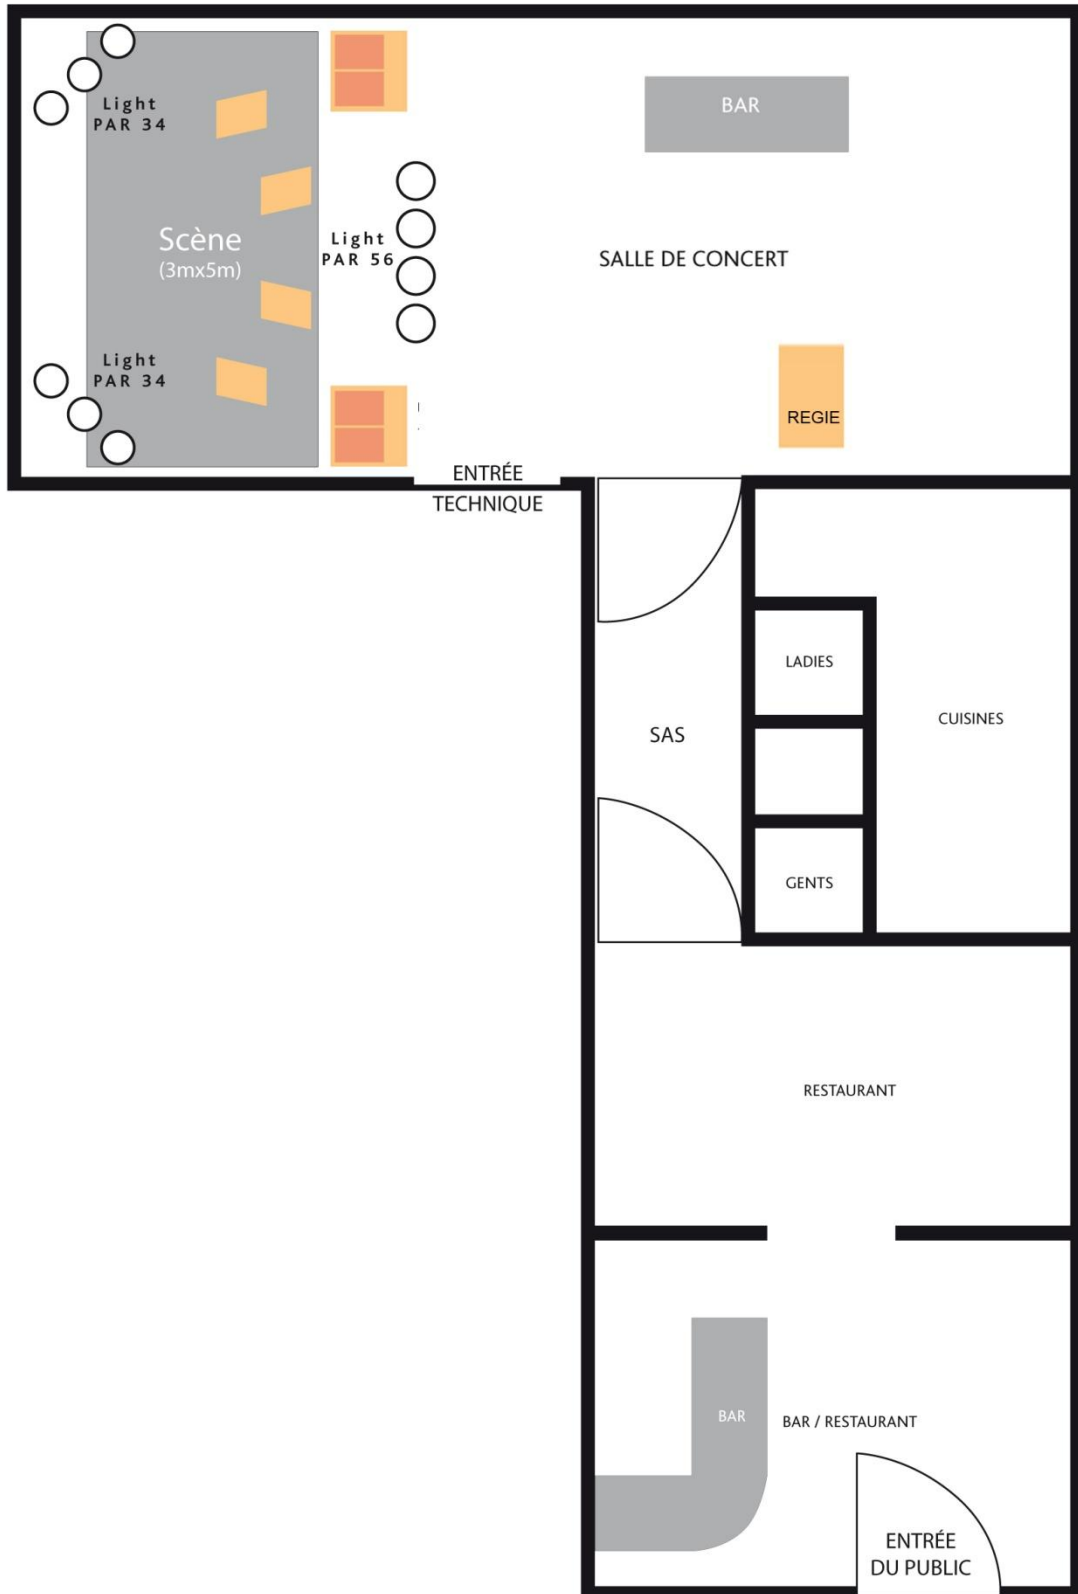 Light
PAR 34
BAR
Scène
(3mx5m)
Light
PAR 56
SALLE DE CONCERT
Light
PAR 34
REGIE
ENTRÉE
TECHNIQUE
LADIES
SAS
CUISINES
GENTS
RESTAURANT
BAR
BAR / RESTAURANT
ENTRÉE
DU PUBLIC